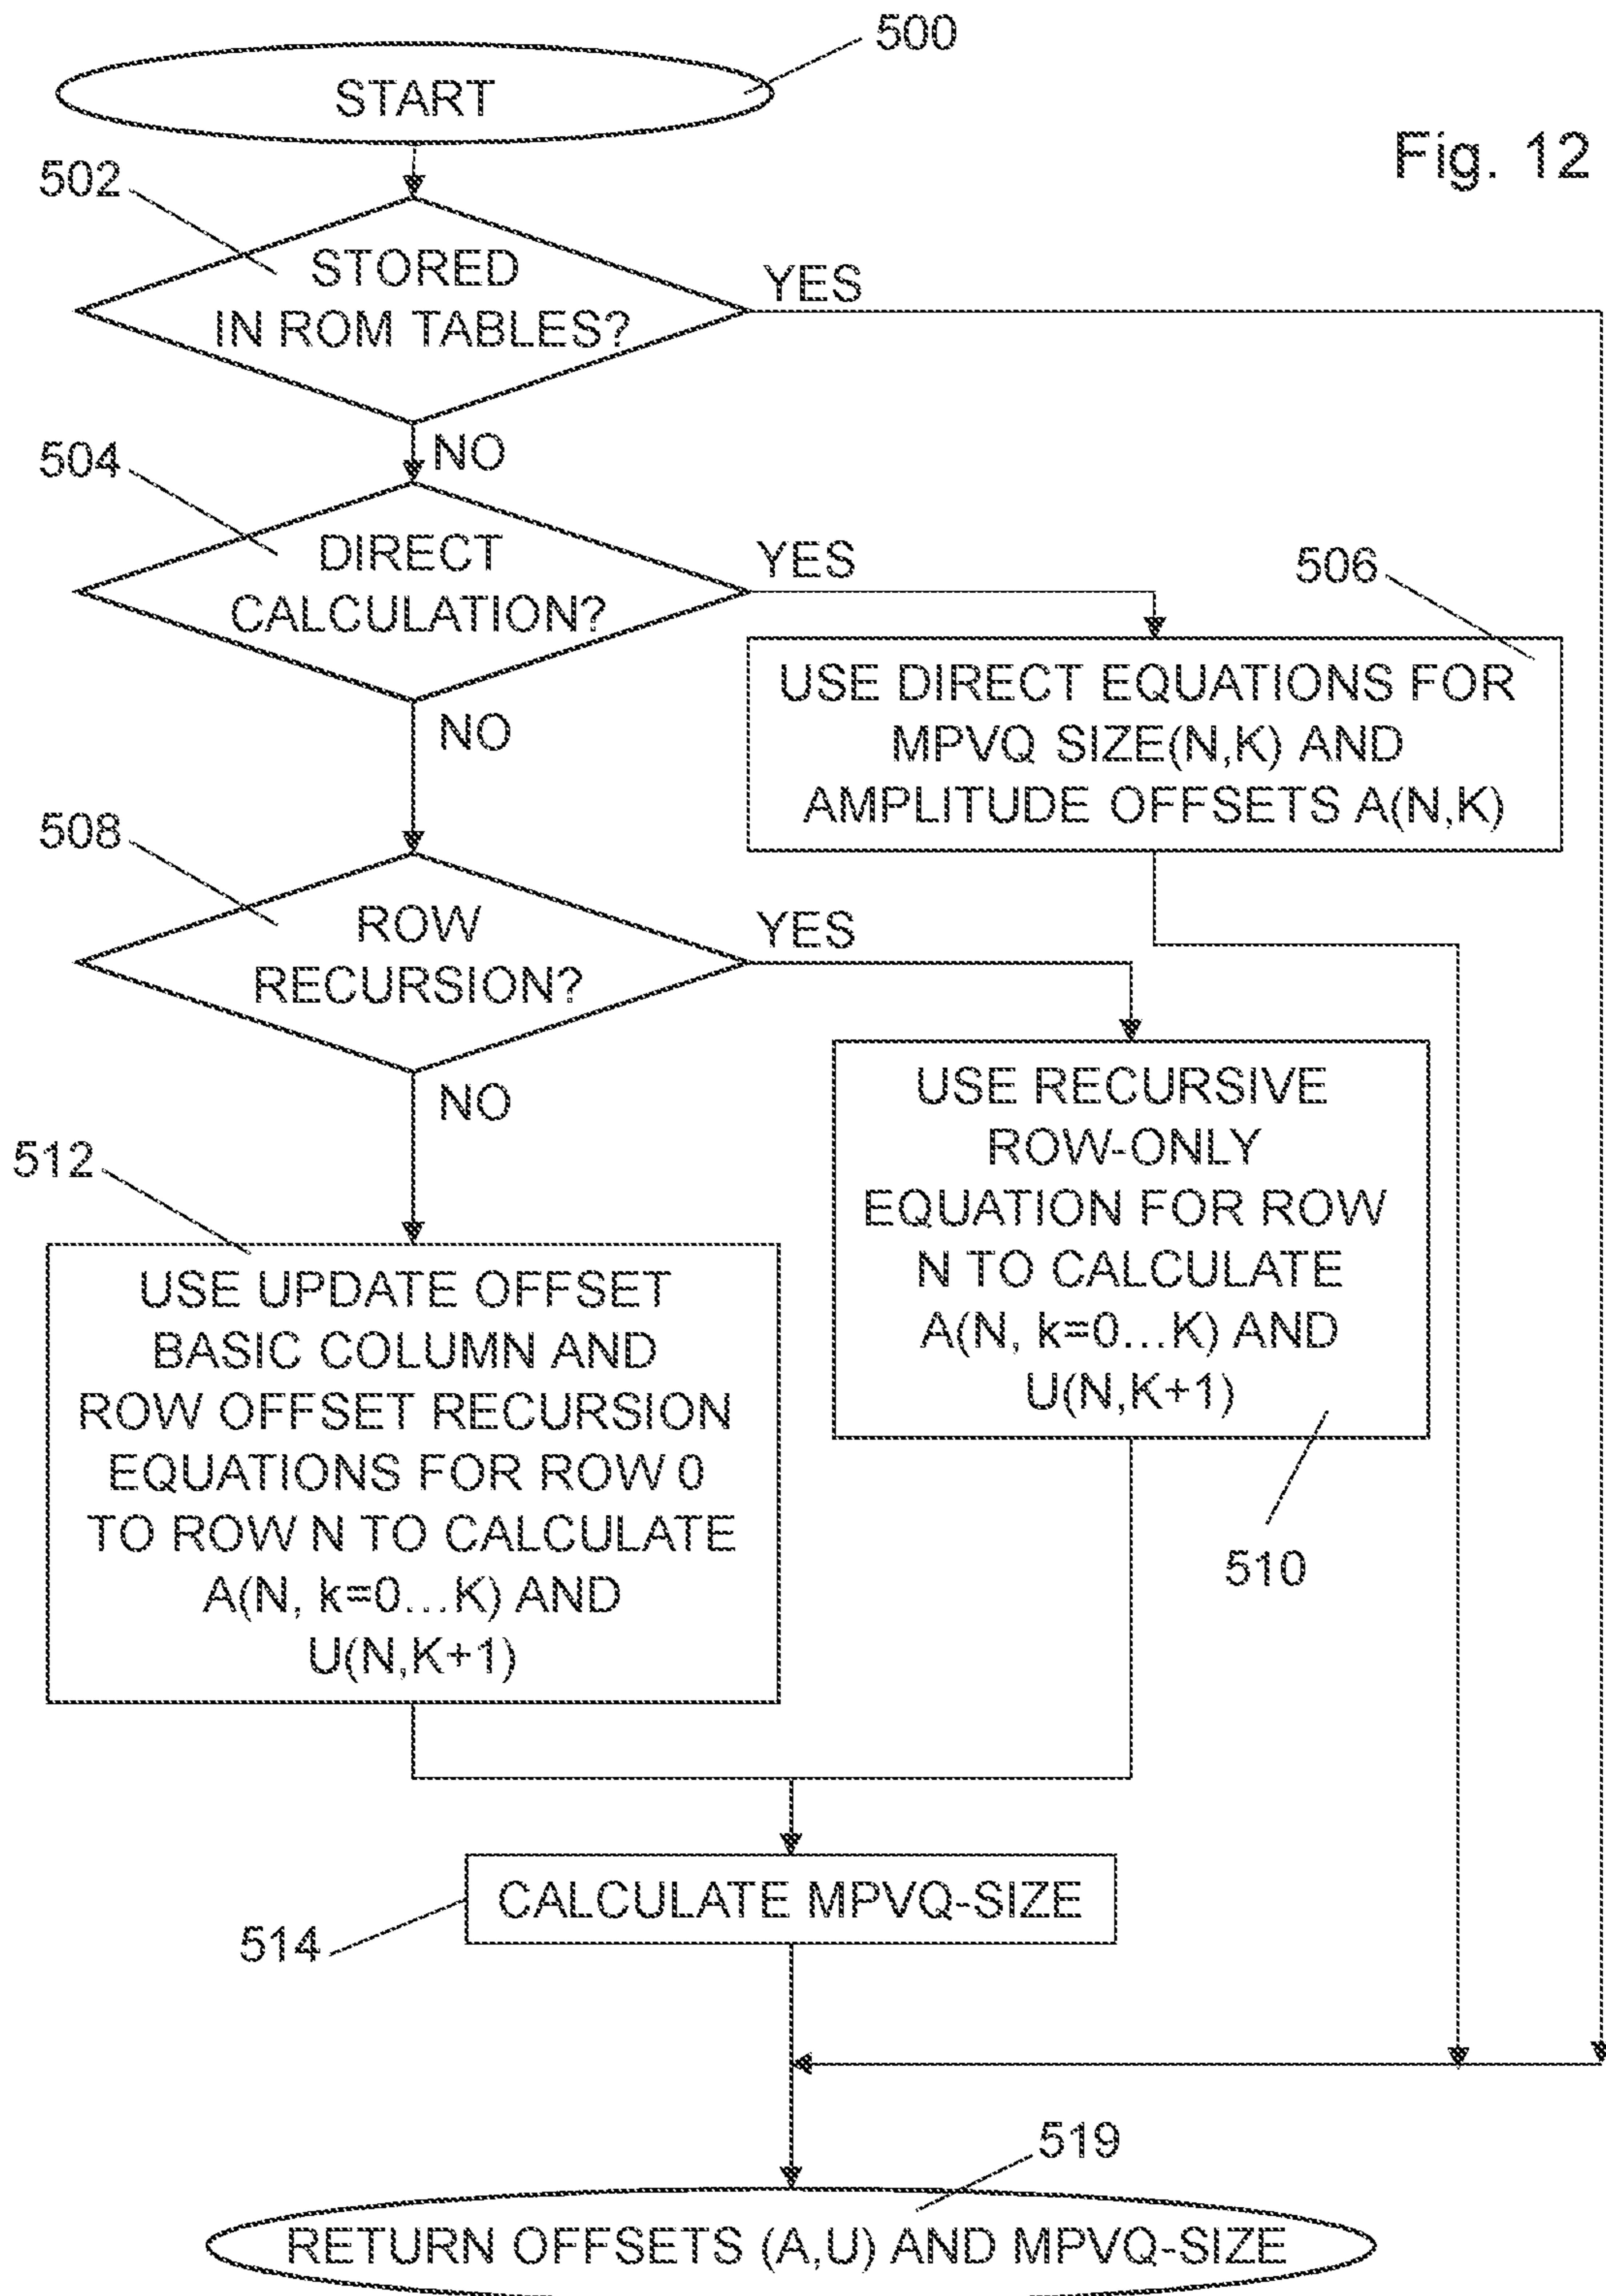 500
START
Fig. 12
502
STORED
IN ROM TABLES?
YES
NO
504
DIRECT
CALCULATION?
YES
506
USE DIRECT EQUATIONS FOR
MPVQ SIZE(N,K) AND
AMPLITUDE OFFSETS A(N,K)
NO
508
ROW
RECURSION?
YES
USE RECURSIVE
ROW-ONLY
EQUATION FOR ROW
N TO CALCULATE
A(N, k=0...K) AND
U(N,K+1)
510
NO
512
USE UPDATE OFFSET
BASIC COLUMN AND
ROW OFFSET RECURSION
EQUATIONS FOR ROW 0
TO ROW N TO CALCULATE
A(N, k=0...K) AND
U(N,K+1)
CALCULATE MPVQ-SIZE
514
519
RETURN OFFSETS (A,U) AND MPVQ-SIZE